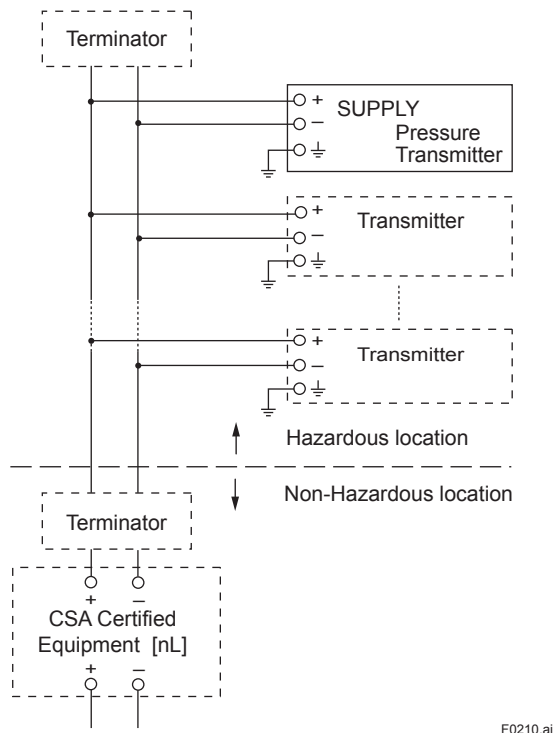 Terminator
+
SUPPLY
−
Pressure
Transmitter
+
Transmitter
−
+
Transmitter
−
Hazardous location
Non-Hazardous location
Terminator
+ −
CSA Certified
Equipment [nL]
+ −
F0210.ai